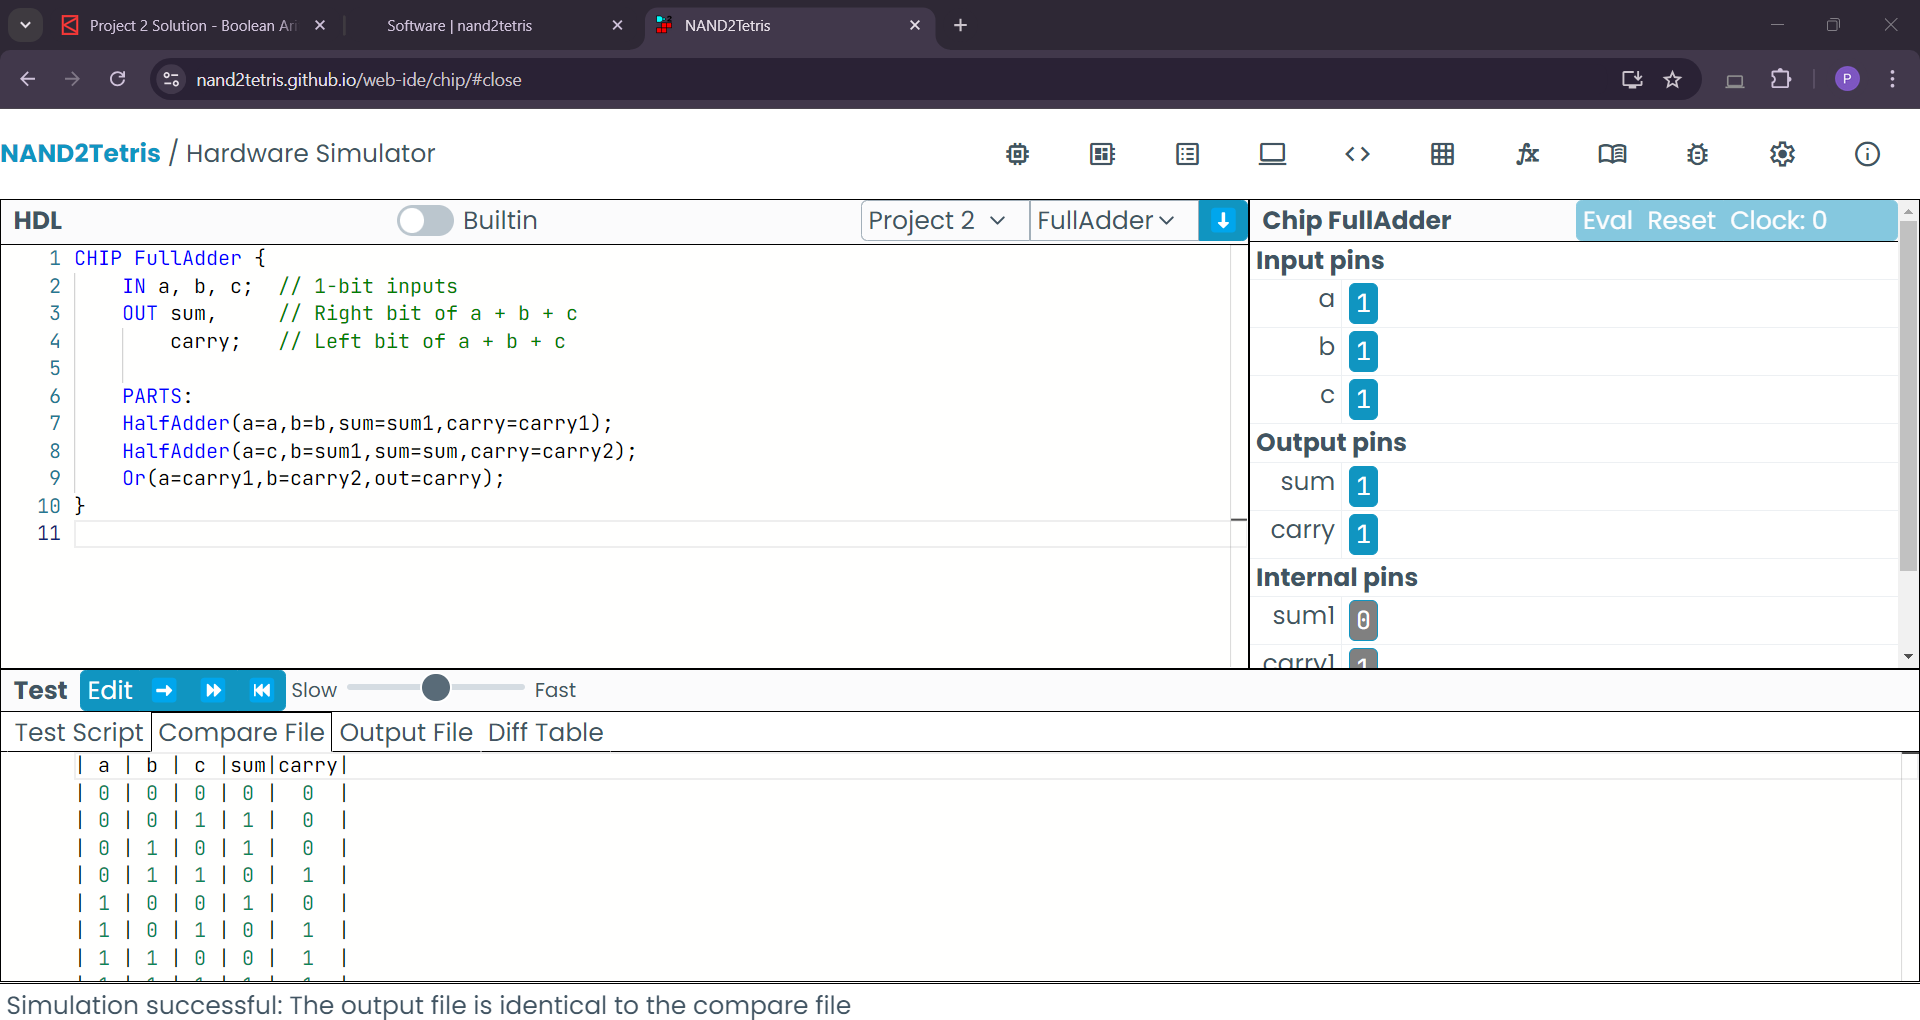 Project 2 Solution - Boolean Ari
Software | nand2tetris
NAND2Tetris
nand2tetris.github.io/web-ide/chip/#close
P
NAND2Tetris / Hardware Simulator
HDL
Builtin
Project 2
FullAdder
1 CHIP FullAdder {
2 IN a, b, c;  // 1-bit inputs
3 OUT sum,     // Right bit of a + b + c
4 carry;   // Left bit of a + b + c
5
6 PARTS:
7 HalfAdder(a=a,b=b,sum=sum1,carry=carry1);
8 HalfAdder(a=c,b=sum1,sum=sum,carry=carry2);
9 Or(a=carry1,b=carry2,out=carry);
10 }
11
Chip FullAdder
Eval Reset Clock: 0
Input pins
a 1
b 1
c 1
Output pins
sum 1
carry 1
Internal pins
sum1 0
carry1 1
Test Edit Slow Fast
Test Script Compare File Output File Diff Table
| a | b | c |sum|carry|
| 0 | 0 | 0 | 0 |  0  |
| 0 | 0 | 1 | 1 |  0  |
| 0 | 1 | 0 | 1 |  0  |
| 0 | 1 | 1 | 0 |  1  |
| 1 | 0 | 0 | 1 |  0  |
| 1 | 0 | 1 | 0 |  1  |
| 1 | 1 | 0 | 0 |  1  |
Simulation successful: The output file is identical to the compare file